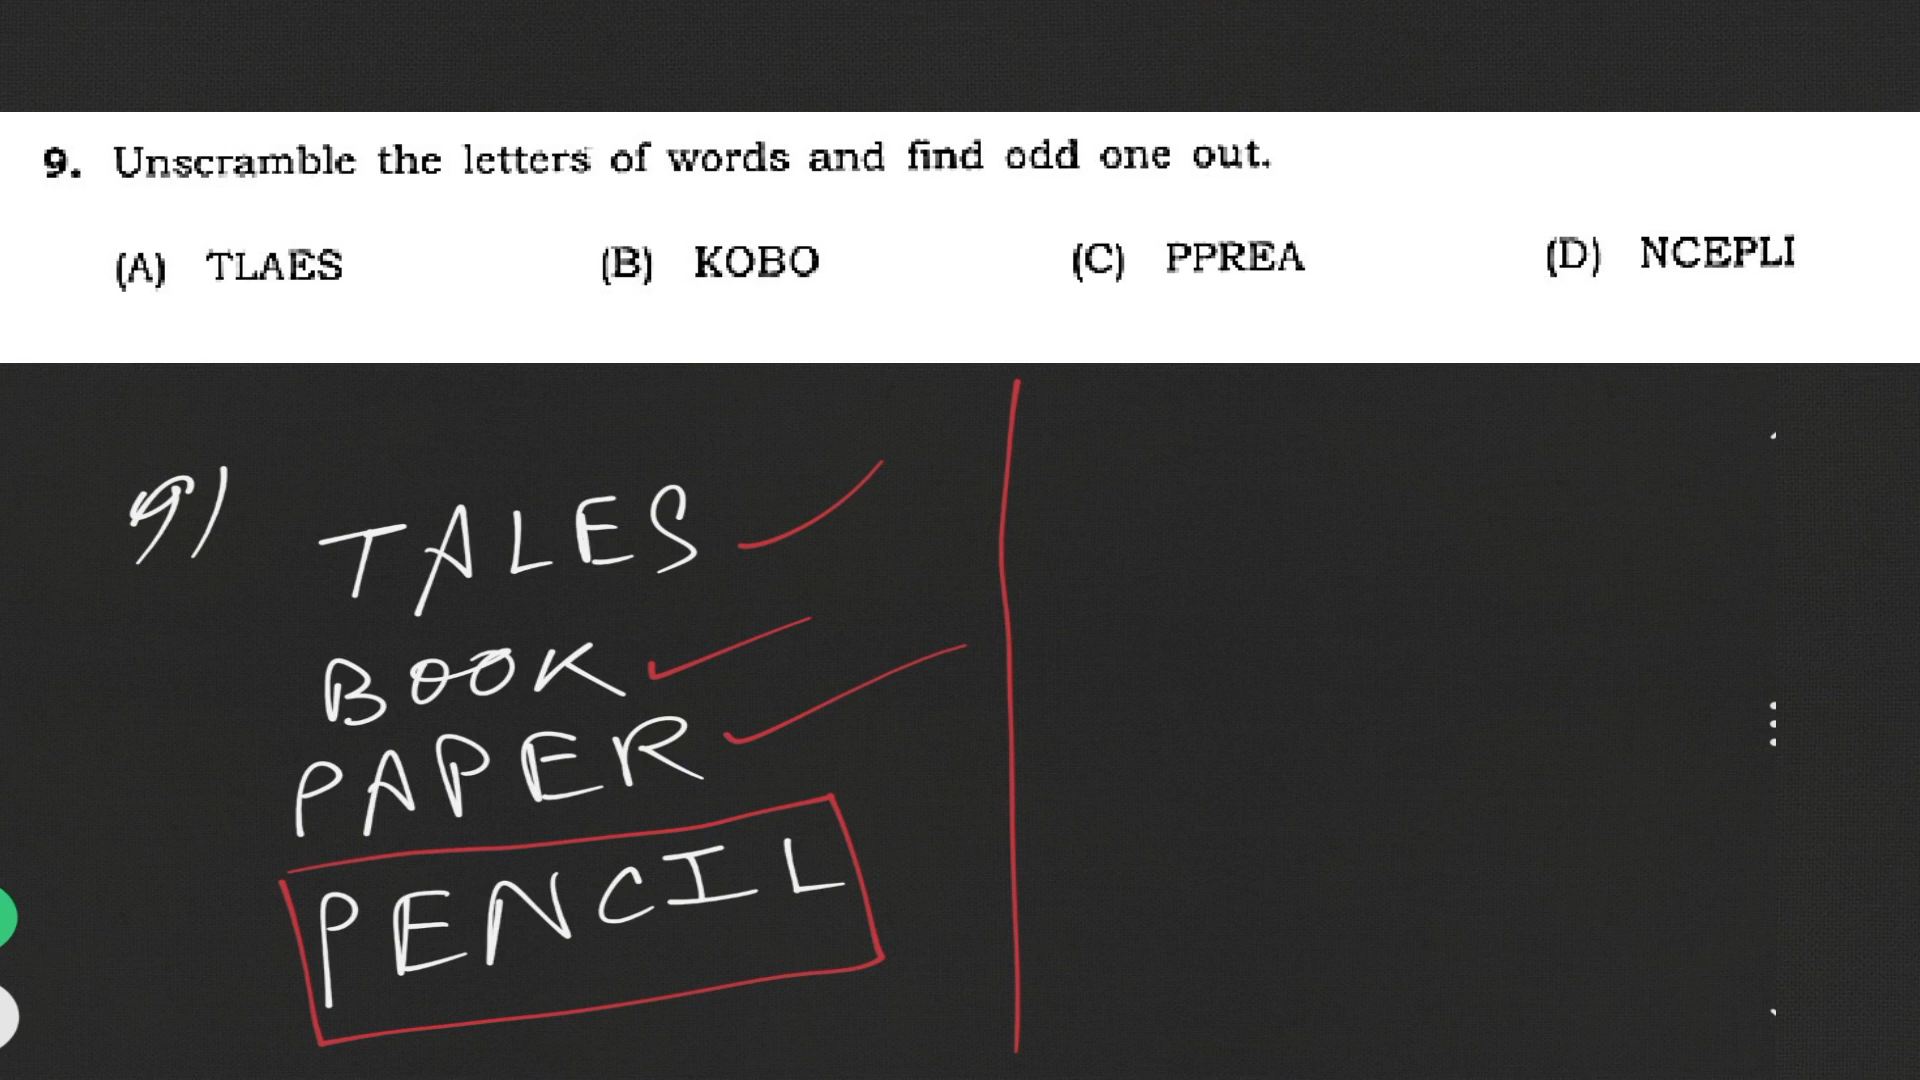 9. Unscramble the letters of words and find odd one out.
(A) TLAES (B) KOBO (C) PPREA (D) NCEPLI
9)
TALES
BOOK
PAPER
PENCIL